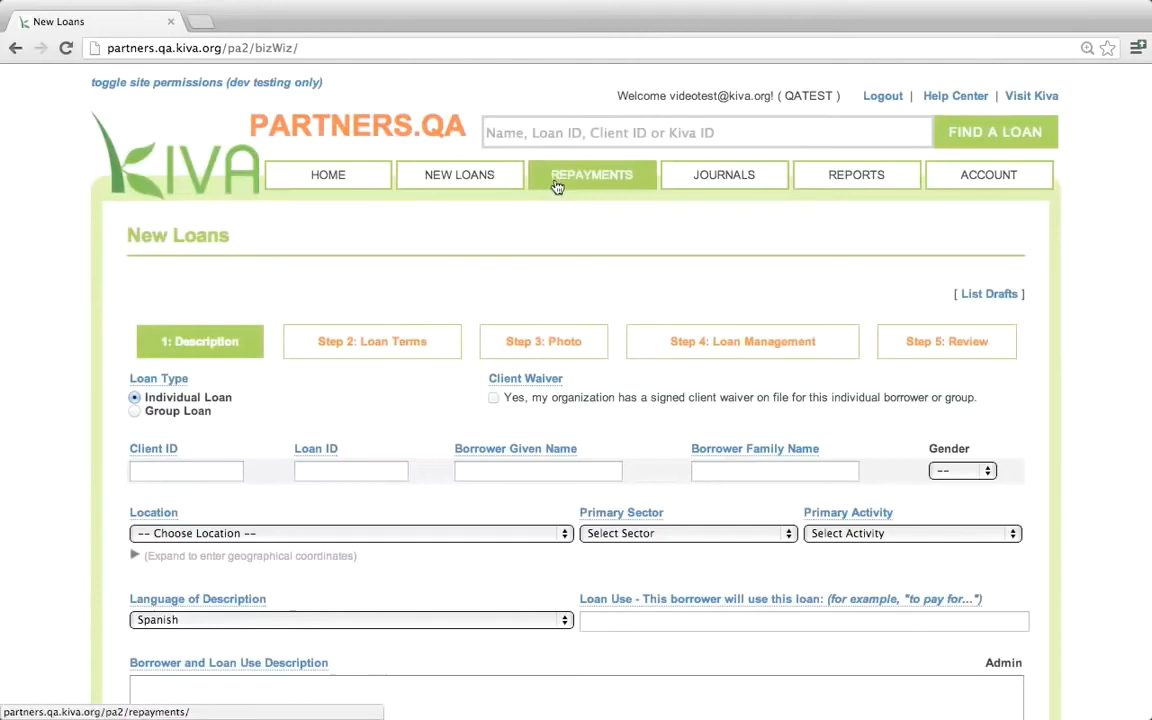 New Loans
partners.qa.kiva.org/pa2/bizWiz/
toggle site permissions (dev testing only)
Welcome videotest@kiva.org! ( QATEST ) Logout | Help Center | Visit Kiva
KIVA
PARTNERS.QA
Name, Loan ID, Client ID or Kiva ID
FIND A LOAN
HOME NEW LOANS REPAYMENTS JOURNALS REPORTS ACCOUNT
New Loans
[ List Drafts ]
1: Description Step 2: Loan Terms Step 3: Photo Step 4: Loan Management Step 5: Review
Loan Type Client Waiver
Individual Loan Yes, my organization has a signed client waiver on file for this individual borrower or group.
Group Loan
Client ID Loan ID Borrower Given Name Borrower Family Name Gender
--
Location Primary Sector Primary Activity
-- Choose Location -- Select Sector Select Activity
(Expand to enter geographical coordinates)
Language of Description Loan Use - This borrower will use this loan: (for example, "to pay for...")
Spanish
Borrower and Loan Use Description Admin
partners.qa.kiva.org/pa2/repayments/